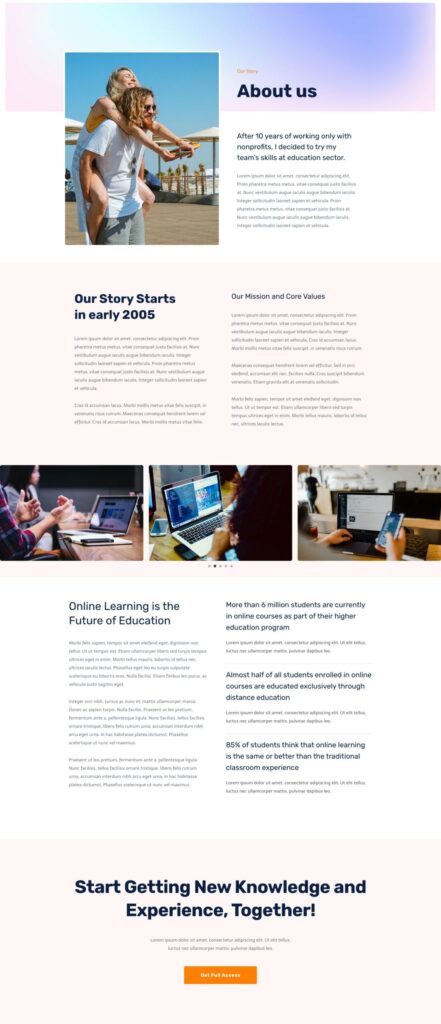 Our Story
About us
After 10 years of working only with
nonprofits, I decided to try my
team's skills at education sector.
Lorem ipsum dolor sit amet, consectetur adipiscing elit. Proin
pharetra metus metus, vitae consequat justo facilisis at.
Proin pharetra metus metus, vitae consequat justo facilisis at.
Nunc vestibulum augue iaculis augue bibendum iaculis.
Integer sollicitudin laoreet sapien et vehicula. Proin
pharetra metus metus, vitae consequat justo facilisis at.
Nunc vestibulum augue iaculis augue bibendum iaculis.
Integer sollicitudin laoreet sapien et vehicula.
Our Story Starts
in early 2005
Lorem ipsum dolor sit amet, consectetur adipiscing elit. Proin
pharetra metus metus, vitae consequat justo facilisis at. Nunc
vestibulum augue iaculis augue bibendum iaculis. Integer
sollicitudin laoreet sapien et vehicula. Proin pharetra metus
metus, vitae consequat justo facilisis at. Nunc vestibulum
augue iaculis augue bibendum iaculis. Integer sollicitudin
laoreet sapien et vehicula.
Cras id accumsan lacus. Morbi mollis metus vitae felis suscipit, in
venenatis risus rutrum. Maecenas consequat hendrerit lorem vel
efficitur. Cras id accumsan lacus. Morbi mollis metus vitae felis.
Our Mission and Core Values
Lorem ipsum dolor sit amet, consectetur adipiscing elit. Proin
pharetra metus metus, vitae consequat justo facilisis at. Nunc
vestibulum augue iaculis augue bibendum iaculis. Integer
sollicitudin laoreet sapien et vehicula. Cras id accumsan lacus.
Morbi mollis metus vitae felis suscipit, in venenatis risus rutrum.
Maecenas consequat hendrerit lorem vel efficitur. Sed in orci
eleifend, accumsan elit nec, facilisis nulla. Cras suscipit bibendum
venenatis. Etiam gravida elit at venenatis sollicitudin.
Morbi felis sapien, tempor sit amet eleifend eget, dignissim non
tellus. Ut ut tempor est. Etiam ullamcorper libero sed turpis
tempus ultrices eget in enim. Morbi tellus mauris, lobortis id tellus
nec, ultrices iaculis lectus.
Online Learning is the
Future of Education
Morbi felis sapien, tempor sit amet eleifend eget, dignissim non
tellus. Ut ut tempor est. Etiam ullamcorper libero sed turpis tempus
ultrices eget in enim. Morbi tellus mauris, lobortis id tellus nec,
ultrices iaculis lectus. Phasellus eget leo eu turpis vulputate
scelerisque eu lobortis eros. Nulla facilisi. Etiam finibus leo purus, ac
vehicula justo sagittis eget.
Integer orci nibh, cursus ac nunc et, mattis ullamcorper massa.
Donec ac sapien turpis. Nulla facilisi. Praesent ut leo pretium,
fermentum ante a, pellentesque ligula. Nunc facilisis, tellus facilisis
ornare tristique, libero felis rutrum urna, accumsan interdum nibh
arcu eget urna. In hac habitasse platea dictumst. Phasellus
scelerisque ut nunc vel maximus.
Praesent ut leo pretium, fermentum ante a, pellentesque ligula.
Nunc facilisis, tellus facilisis ornare tristique, libero felis rutrum
urna, accumsan interdum nibh arcu eget urna. In hac habitasse
platea dictumst. Phasellus scelerisque ut nunc vel maximus.
More than 6 million students are currently
in online courses as part of their higher
education program
Lorem ipsum dolor sit amet, consectetur adipiscing elit. Ut elit tellus,
luctus nec ullamcorper mattis, pulvinar dapibus leo.
Almost half of all students enrolled in online
courses are educated exclusively through
distance education
Lorem ipsum dolor sit amet, consectetur adipiscing elit. Ut elit tellus,
luctus nec ullamcorper mattis, pulvinar dapibus leo.
85% of students think that online learning
is the same or better than the traditional
classroom experience
Lorem ipsum dolor sit amet, consectetur adipiscing elit. Ut elit tellus,
luctus nec ullamcorper mattis, pulvinar dapibus leo.
Start Getting New Knowledge and
Experience, Together!
Lorem ipsum dolor sit amet, consectetur adipiscing elit. Ut elit tellus,
luctus nec ullamcorper mattis, pulvinar dapibus leo.
Get Full Access